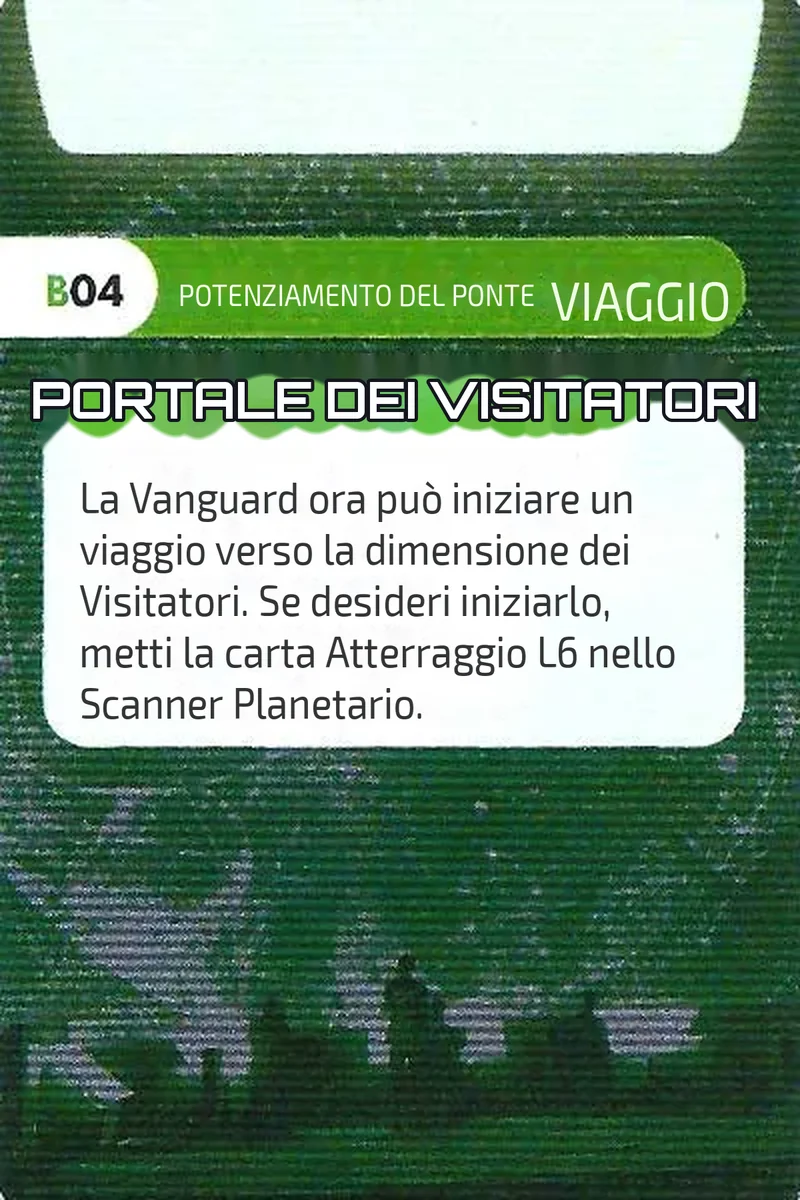 B04 POTENZIAMENTO DEL PONTE VIAGGIO
PORTALE DEI VISITATORI
La Vanguard ora può iniziare un
viaggio verso la dimensione dei
Visitatori. Se desideri iniziarlo,
metti la carta Atterraggio L6 nello
Scanner Planetario.